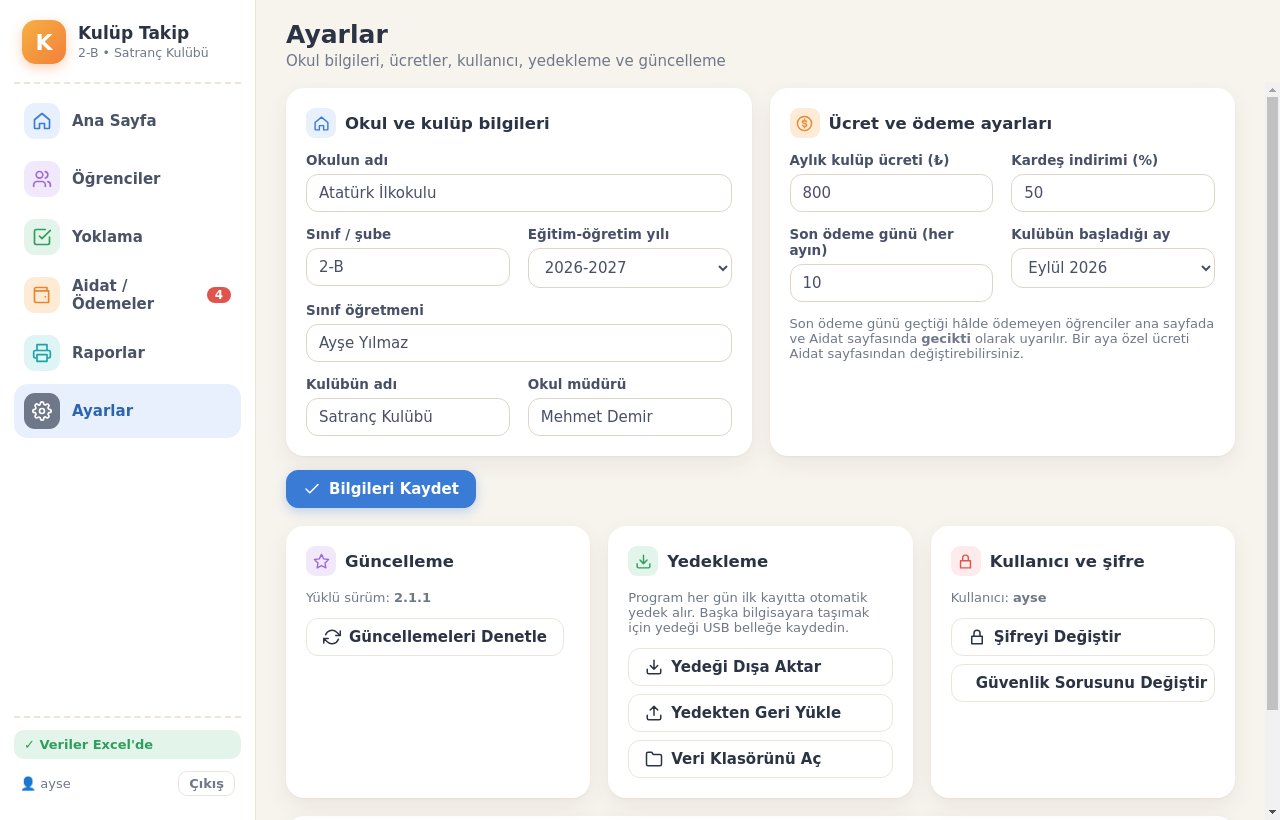 K
Kulüp Takip
2-B • Satranç Kulübü
Ana Sayfa
Öğrenciler
Yoklama
Aidat /
Ödemeler
4
Raporlar
Ayarlar
✓ Veriler Excel'de
ayse
Çıkış
Ayarlar
Okul bilgileri, ücretler, kullanıcı, yedekleme ve güncelleme
Okul ve kulüp bilgileri
Okulun adı
Atatürk İlkokulu
Sınıf / şube
Eğitim-öğretim yılı
2-B
2026-2027
Sınıf öğretmeni
Ayşe Yılmaz
Kulübün adı
Okul müdürü
Satranç Kulübü
Mehmet Demir
Ücret ve ödeme ayarları
Aylık kulüp ücreti (₺)
Kardeş indirimi (%)
800
50
Son ödeme günü (her
ayın)
Kulübün başladığı ay
10
Eylül 2026
Son ödeme günü geçtiği hâlde ödemeyen öğrenciler ana sayfada
ve Aidat sayfasında gecikti olarak uyarılır. Bir aya özel ücreti
Aidat sayfasından değiştirebilirsiniz.
Bilgileri Kaydet
Güncelleme
Yüklü sürüm: 2.1.1
Güncellemeleri Denetle
Yedekleme
Program her gün ilk kayıtta otomatik
yedek alır. Başka bilgisayara taşımak
için yedeği USB belleğe kaydedin.
Yedeği Dışa Aktar
Yedekten Geri Yükle
Veri Klasörünü Aç
Kullanıcı ve şifre
Kullanıcı: ayse
Şifreyi Değiştir
Güvenlik Sorusunu Değiştir